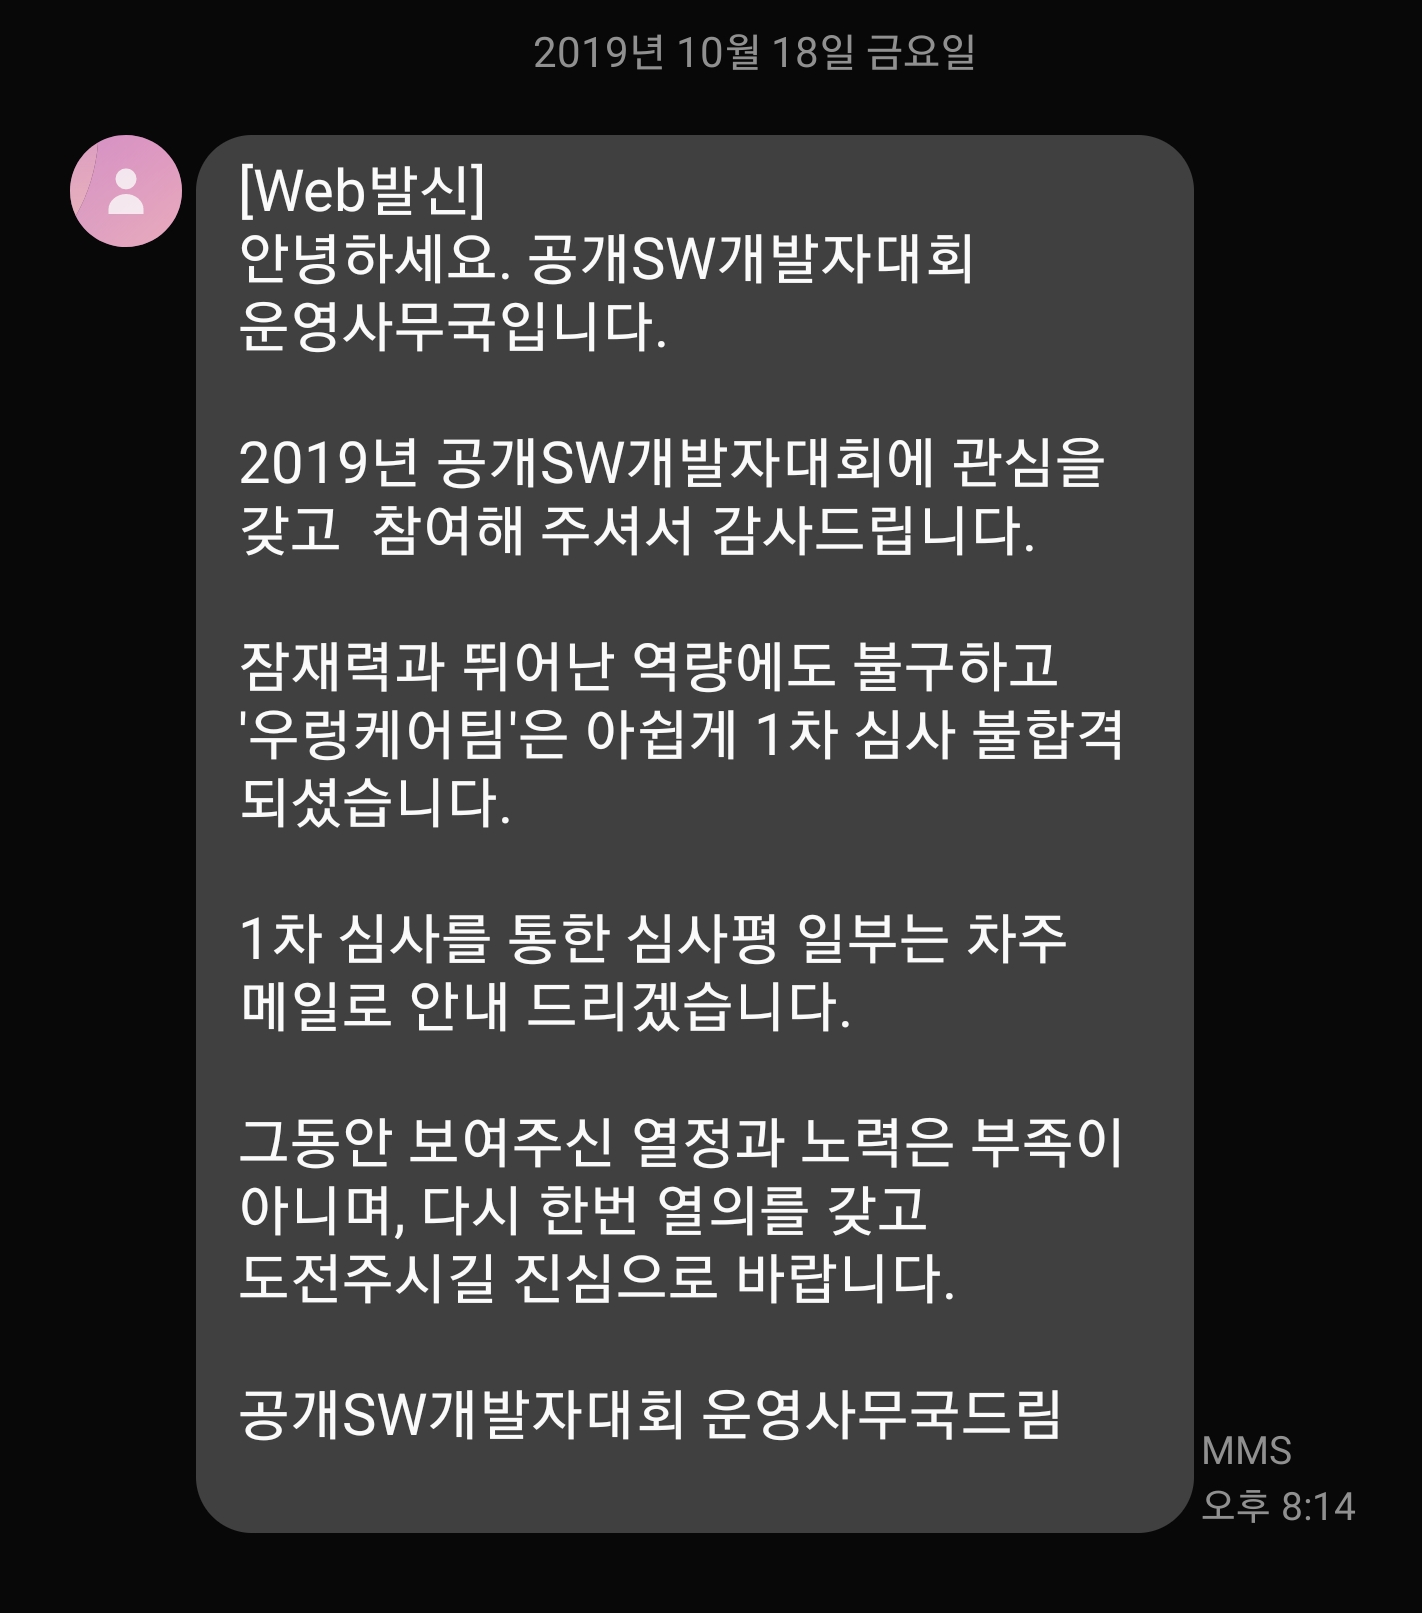 2019년 10월 18일 금요일
[Web발신]
안녕하세요. 공개SW개발자대회
운영사무국입니다.
2019년 공개SW개발자대회에 관심을
갖고  참여해 주셔서 감사드립니다.
잠재력과 뛰어난 역량에도 불구하고
'우렁케어팀'은 아쉽게 1차 심사 불합격
되셨습니다.
1차 심사를 통한 심사평 일부는 차주
메일로 안내 드리겠습니다.
그동안 보여주신 열정과 노력은 부족이
아니며, 다시 한번 열의를 갖고
도전주시길 진심으로 바랍니다.
공개SW개발자대회 운영사무국드림
MMS
오후 8:14